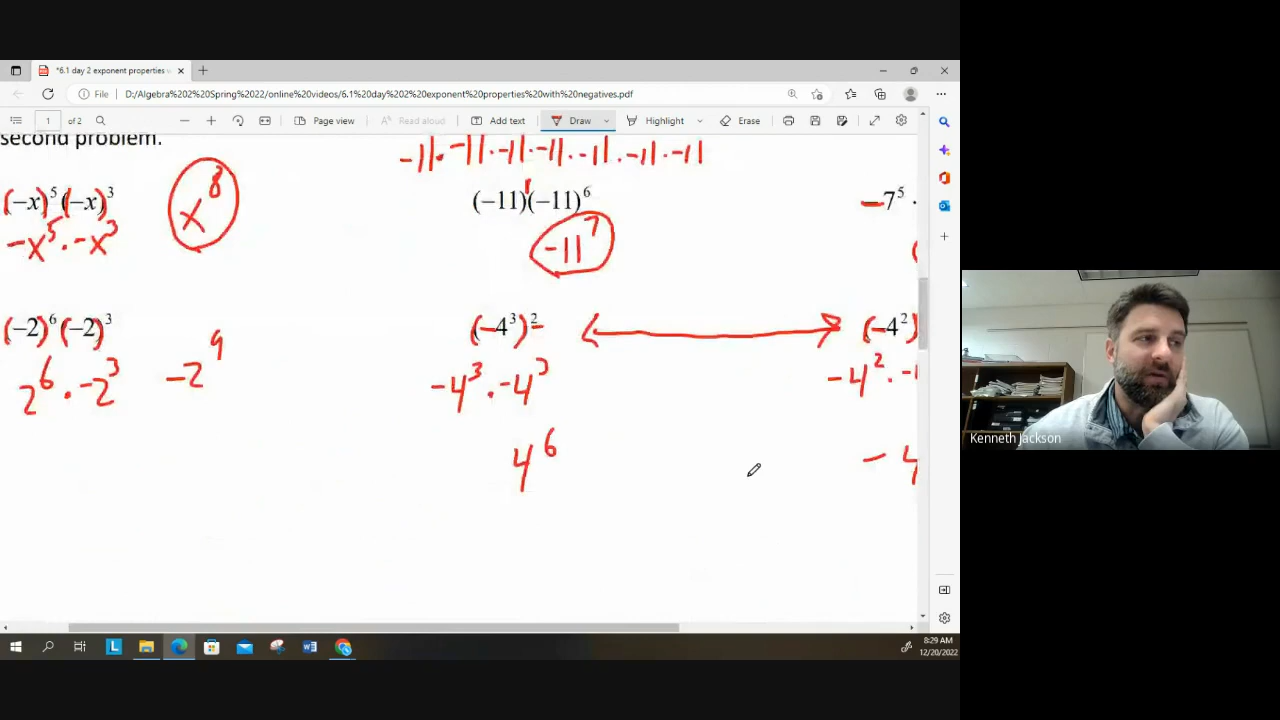 *6.1 day 2 exponent properties w
File
D:/Algebra%202%20Spring%2022/online%20videos/6.1%20day%202%20exponent%20properties%20with%20negatives.pdf
1 of 2
Page view
Read aloud
Add text
Draw
Highlight
Erase
second problem.
-11·-11·-11·-11·-11·-11·-11
(−x)⁵(−x)³
x⁸
(−11)¹(−11)⁶
−7⁵ ·
-x⁵·-x³
-11⁷
(−2)⁶(−2)³
(−4³)²
(−4²)
2⁶·-2³
-2⁹
-4³·-4³
-4²·-
4⁶
- 4
Kenneth Jackson
8:29 AM
12/20/2022